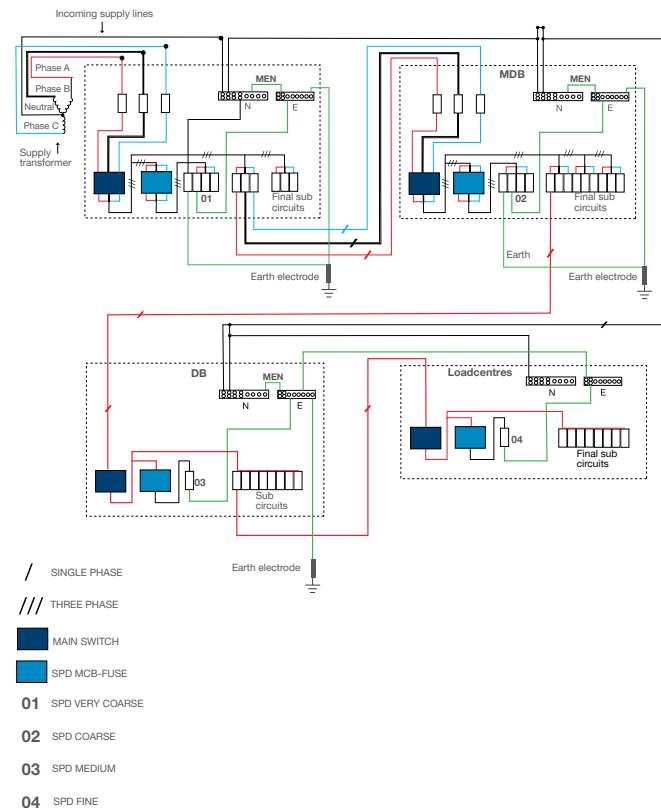 Incoming supply lines
Phase A
Phase B
Neutral
Phase C
Supply
transformer
MEN
N
E
01
Final sub
circuits
Earth electrode
MDB
MEN
N
E
02
Final sub
circuits
Earth
Earth electrode
DB
MEN
N
E
03
Sub
circuits
Earth electrode
Loadcentres
N
E
04
Final sub
circuits
SINGLE PHASE
THREE PHASE
MAIN SWITCH
SPD MCB-FUSE
01 SPD VERY COARSE
02 SPD COARSE
03 SPD MEDIUM
04 SPD FINE